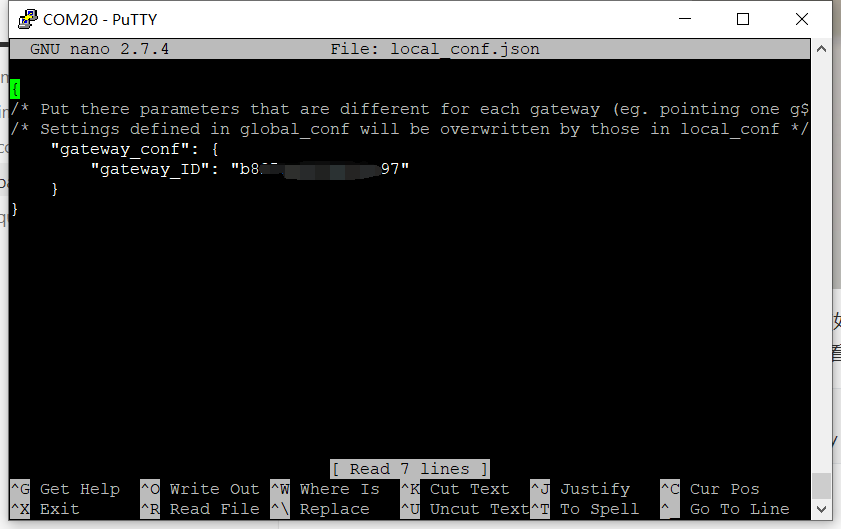 COM20 - PuTTY
GNU nano 2.7.4 File: local_conf.json
{
/* Put there parameters that are different for each gateway (eg. pointing one g$
/* Settings defined in global_conf will be overwritten by those in local_conf */
"gateway_conf": {
"gateway_ID": "b8 97"
}
}
[ Read 7 lines ]
^G Get Help ^O Write Out ^W Where Is ^K Cut Text ^J Justify ^C Cur Pos
^X Exit ^R Read File ^\ Replace ^U Uncut Text ^T To Spell ^_ Go To Line